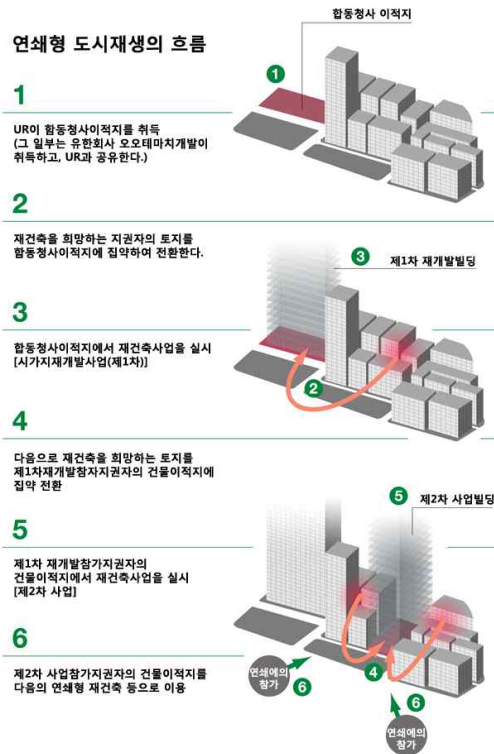 합동청사 이적지
연쇄형 도시재생의 흐름
1
1
UR이 합동청사이적지를 취득
(그 일부는 유한회사 오오테마치개발이
취득하고, UR과 공유한다.)
2
재건축을 희망하는 지권자의 토지를
합동청사이적지에 집약하여 전환한다.
3
제1차 재개발빌딩
3
합동청사이적지에서 재건축사업을 실시
[시가지재개발사업(제1차)]
2
4
다음으로 재건축을 희망하는 토지를
제1차재개발참자지권자의 건물이적지에
집약 전환
5
제2차 사업빌딩
5
제1차 재개발참가지권자의
건물이적지에서 재건축사업을 실시
[제2차 사업]
6
제2차 사업참가지권자의 건물이적지를
다음의 연쇄형 재건축 등으로 이용
연쇄에의
참가
6
4
6
연쇄에의
참가